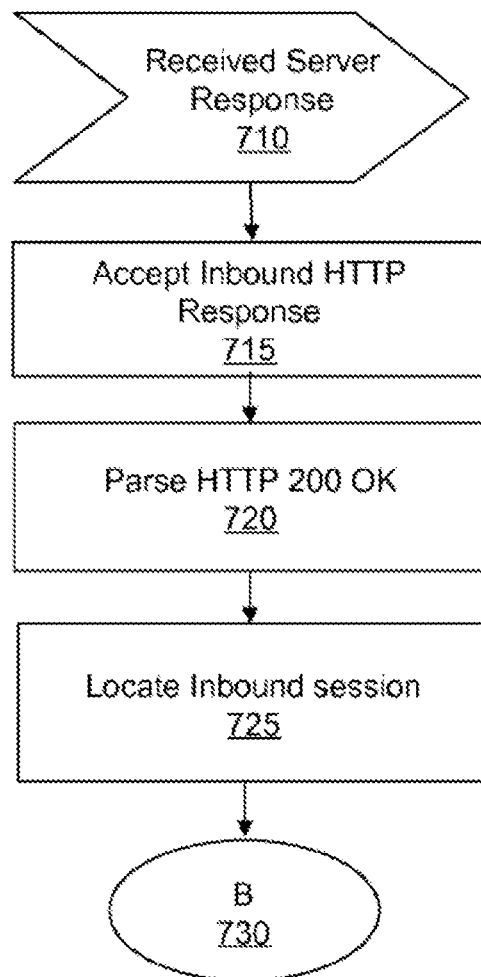 Received Server
Response
710
Accept Inbound HTTP
Response
715
Parse HTTP 200 OK
720
Locate Inbound session
725
B
730